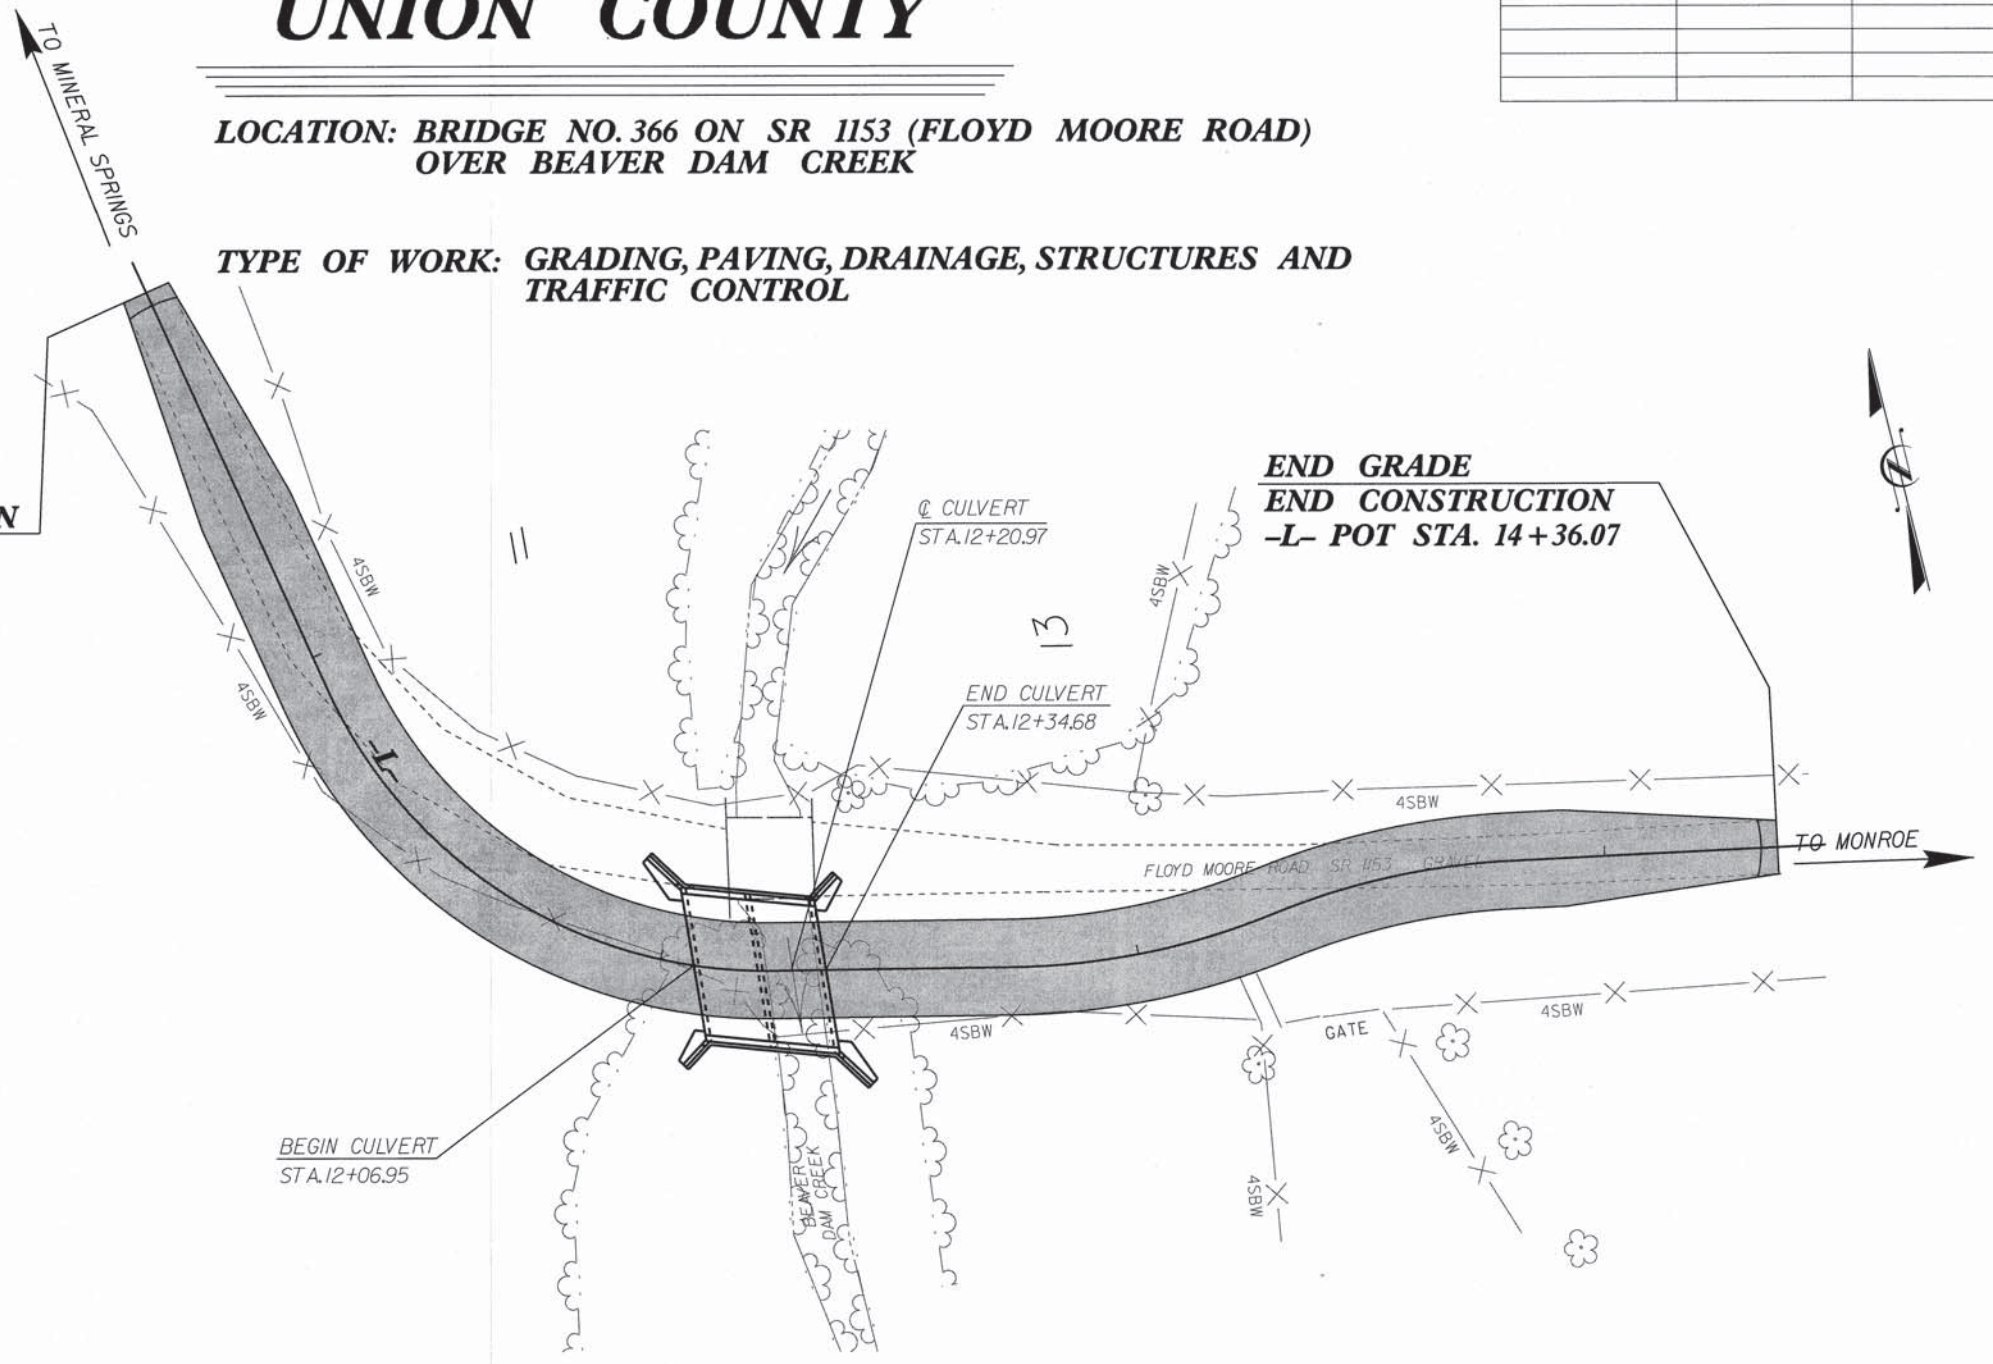 UNION COUNTY
LOCATION: BRIDGE NO. 366 ON SR 1153 (FLOYD MOORE ROAD)
OVER BEAVER DAM CREEK
TYPE OF WORK: GRADING, PAVING, DRAINAGE, STRUCTURES AND
TRAFFIC CONTROL
TO MINERAL SPRINGS
N
END GRADE
END CONSTRUCTION
-L- POT STA. 14+36.07
℄ CULVERT
STA.12+20.97
11
13
4SBW
4SBW
4SBW
END CULVERT
STA.12+34.68
-L-
4SBW
FLOYD MOORE ROAD SR 1153 GRAVEL
TO MONROE
4SBW
GATE
4SBW
BEGIN CULVERT
STA.12+06.95
BEAVER
DAM CREEK
4SBW
4SBW